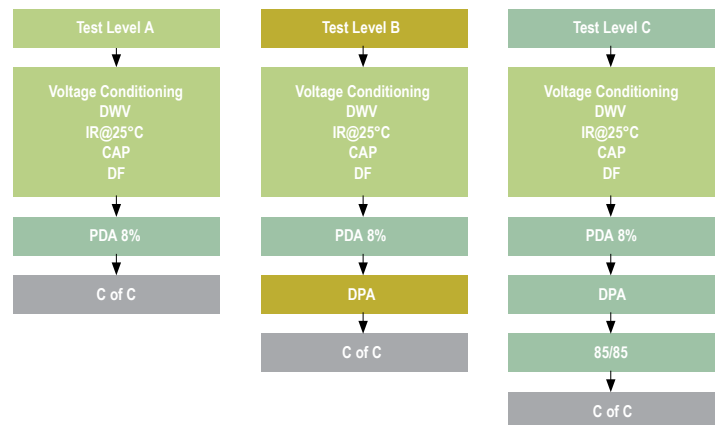 Test Level A
Voltage Conditioning
DWV
IR@25°C
CAP
DF
PDA 8%
C of C
Test Level B
Voltage Conditioning
DWV
IR@25°C
CAP
DF
PDA 8%
DPA
C of C
Test Level C
Voltage Conditioning
DWV
IR@25°C
CAP
DF
PDA 8%
DPA
85/85
C of C